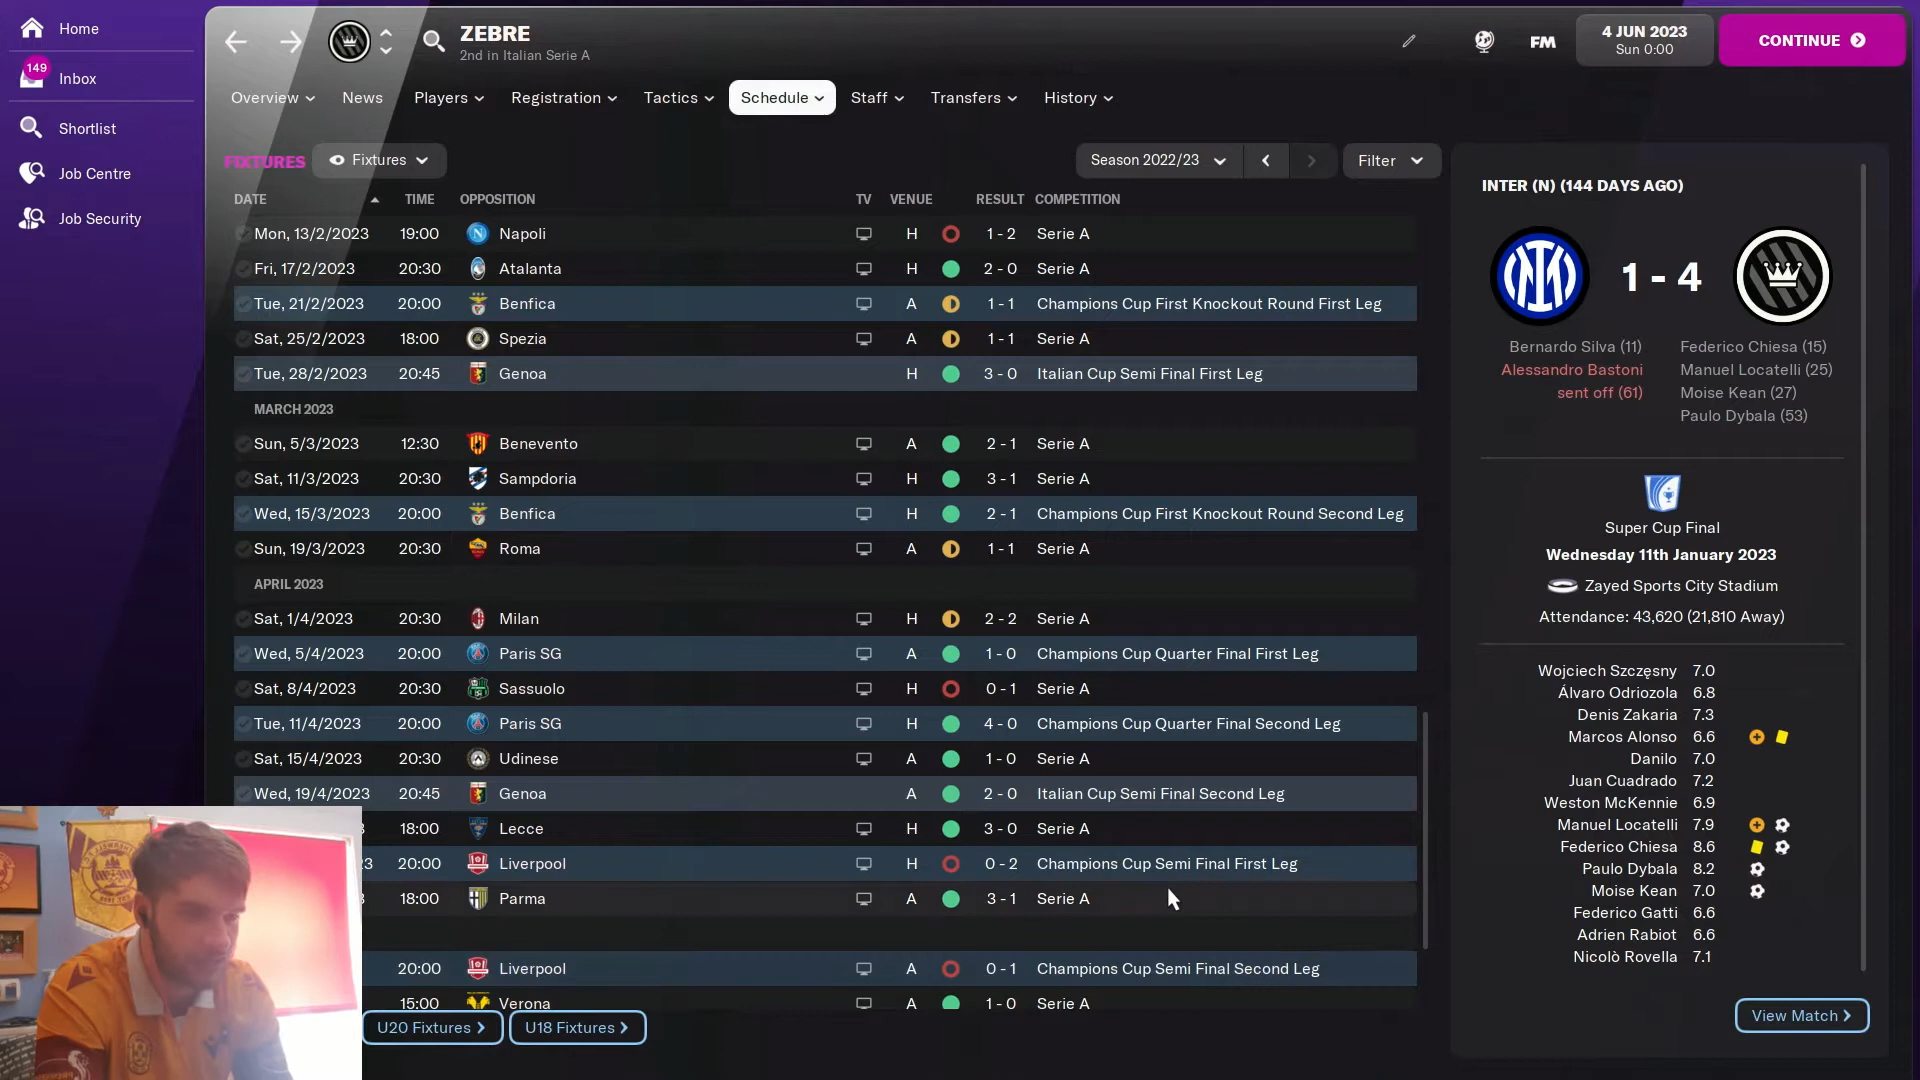 Home
149
Inbox
Shortlist
Job Centre
Job Security
ZEBRE
2nd in Italian Serie A
FM
4 JUN 2023
Sun 0:00
CONTINUE
Overview News Players Registration Tactics Schedule Staff Transfers History
FIXTURES Fixtures Season 2022/23 Filter
DATE TIME OPPOSITION TV VENUE RESULT COMPETITION
Mon, 13/2/2023 19:00 Napoli H 1 - 2 Serie A
Fri, 17/2/2023 20:30 Atalanta H 2 - 0 Serie A
Tue, 21/2/2023 20:00 Benfica A 1 - 1 Champions Cup First Knockout Round First Leg
Sat, 25/2/2023 18:00 Spezia A 1 - 1 Serie A
Tue, 28/2/2023 20:45 Genoa H 3 - 0 Italian Cup Semi Final First Leg
MARCH 2023
Sun, 5/3/2023 12:30 Benevento A 2 - 1 Serie A
Sat, 11/3/2023 20:30 Sampdoria H 3 - 1 Serie A
Wed, 15/3/2023 20:00 Benfica H 2 - 1 Champions Cup First Knockout Round Second Leg
Sun, 19/3/2023 20:30 Roma A 1 - 1 Serie A
APRIL 2023
Sat, 1/4/2023 20:30 Milan H 2 - 2 Serie A
Wed, 5/4/2023 20:00 Paris SG A 1 - 0 Champions Cup Quarter Final First Leg
Sat, 8/4/2023 20:30 Sassuolo H 0 - 1 Serie A
Tue, 11/4/2023 20:00 Paris SG H 4 - 0 Champions Cup Quarter Final Second Leg
Sat, 15/4/2023 20:30 Udinese A 1 - 0 Serie A
Wed, 19/4/2023 20:45 Genoa A 2 - 0 Italian Cup Semi Final Second Leg
18:00 Lecce H 3 - 0 Serie A
3 20:00 Liverpool H 0 - 2 Champions Cup Semi Final First Leg
18:00 Parma A 3 - 1 Serie A
20:00 Liverpool A 0 - 1 Champions Cup Semi Final Second Leg
15:00 Verona A 1 - 0 Serie A
U20 Fixtures U18 Fixtures
INTER (N) (144 DAYS AGO)
1 - 4
Bernardo Silva (11) Federico Chiesa (15)
Alessandro Bastoni Manuel Locatelli (25)
sent off (61) Moise Kean (27)
Paulo Dybala (53)
Super Cup Final
Wednesday 11th January 2023
Zayed Sports City Stadium
Attendance: 43,620 (21,810 Away)
Wojciech Szczęsny 7.0
Álvaro Odriozola 6.8
Denis Zakaria 7.3
Marcos Alonso 6.6
Danilo 7.0
Juan Cuadrado 7.2
Weston McKennie 6.9
Manuel Locatelli 7.9
Federico Chiesa 8.6
Paulo Dybala 8.2
Moise Kean 7.0
Federico Gatti 6.6
Adrien Rabiot 6.6
Nicolò Rovella 7.1
View Match